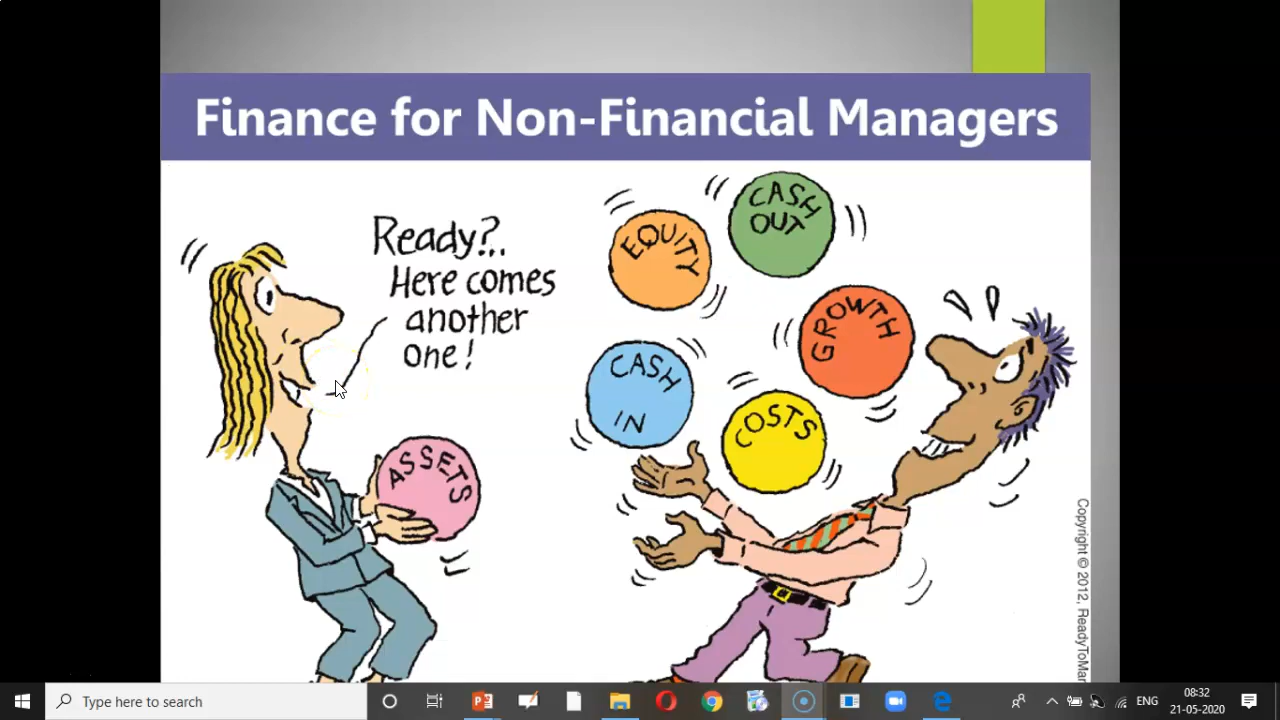 Finance for Non-Financial Managers
Ready?..
Here comes
another
one!
EQUITY
CASH
OUT
GROWTH
CASH
IN
COSTS
ASSETS
Copyright © 2012, ReadyToMa
Type here to search
ENG
08:32
21-05-2020